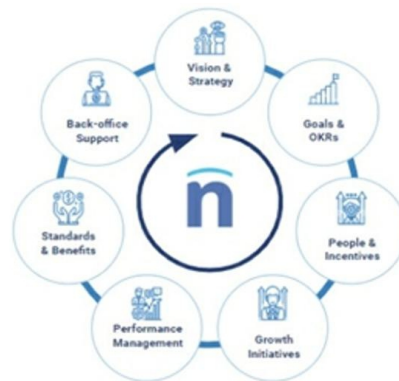 Vision &
Strategy
Goals &
OKRs
People &
Incentives
Growth
Initiatives
Performance
Management
Standards
& Benefits
Back-office
Support
n